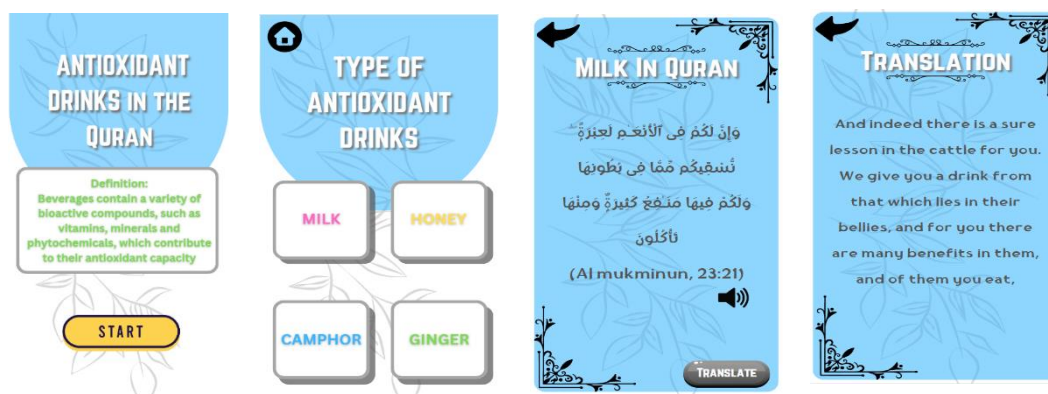 ANTIOXIDANT
DRINKS IN THE
QURAN
Definition:
Beverages contain a variety of
bioactive compounds, such as
vitamins, minerals and
phytochemicals, which contribute
to their antioxidant capacity
START
TYPE OF
ANTIOXIDANT
DRINKS
MILK
HONEY
CAMPHOR
GINGER
MILK IN QURAN
وَإِنَّ لَكُمْ فِى ٱلْأَنْعَـٰمِ لَعِبْرَةًۭ ۖ
نُّسْقِيكُم مِّمَّا فِى بُطُونِهَا
وَلَكُمْ فِيهَا مَنَـٰفِعُ كَثِيرَةٌۭ وَمِنْهَا
تَأْكُلُونَ
(Al mukminun, 23:21)
TRANSLATE
TRANSLATION
And indeed there is a sure
lesson in the cattle for you.
We give you a drink from
that which lies in their
bellies, and for you there
are many benefits in them,
and of them you eat,